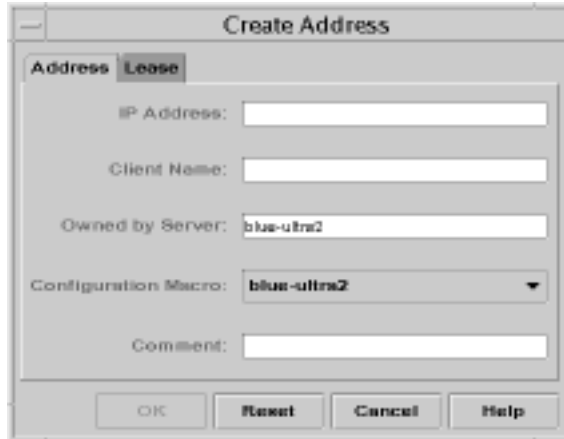 Create Address
Address Lease
IP Address:
Client Name:
Owned by Server: blue-ultra2
Configuration Macro: blue-ultra2
Comment:
OK Reset Cancel Help